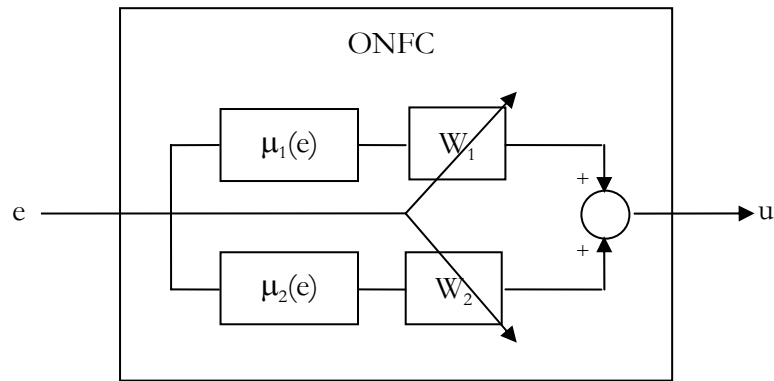 ONFC
μ₁(e)
W₁
+
e
u
+
μ₂(e)
W₂